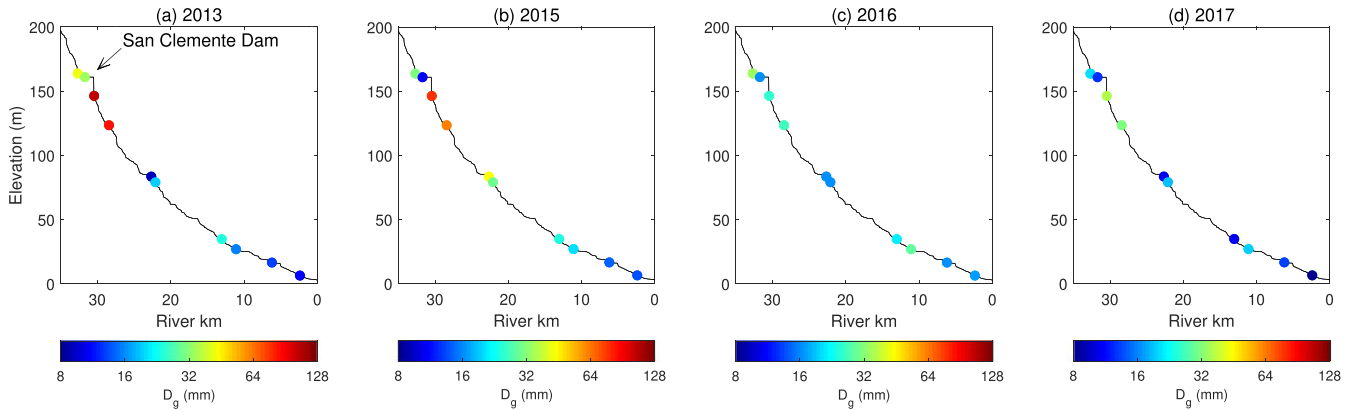 (a) 2013
San Clemente Dam
200
150
100
50
0
Elevation (m)
30 20 10 0
River km
8 16 32 64 128
Dg (mm)
(b) 2015
200
150
100
50
0
30 20 10 0
River km
8 16 32 64 128
Dg (mm)
(c) 2016
200
150
100
50
0
30 20 10 0
River km
8 16 32 64 128
Dg (mm)
(d) 2017
200
150
100
50
0
30 20 10 0
River km
8 16 32 64 128
Dg (mm)